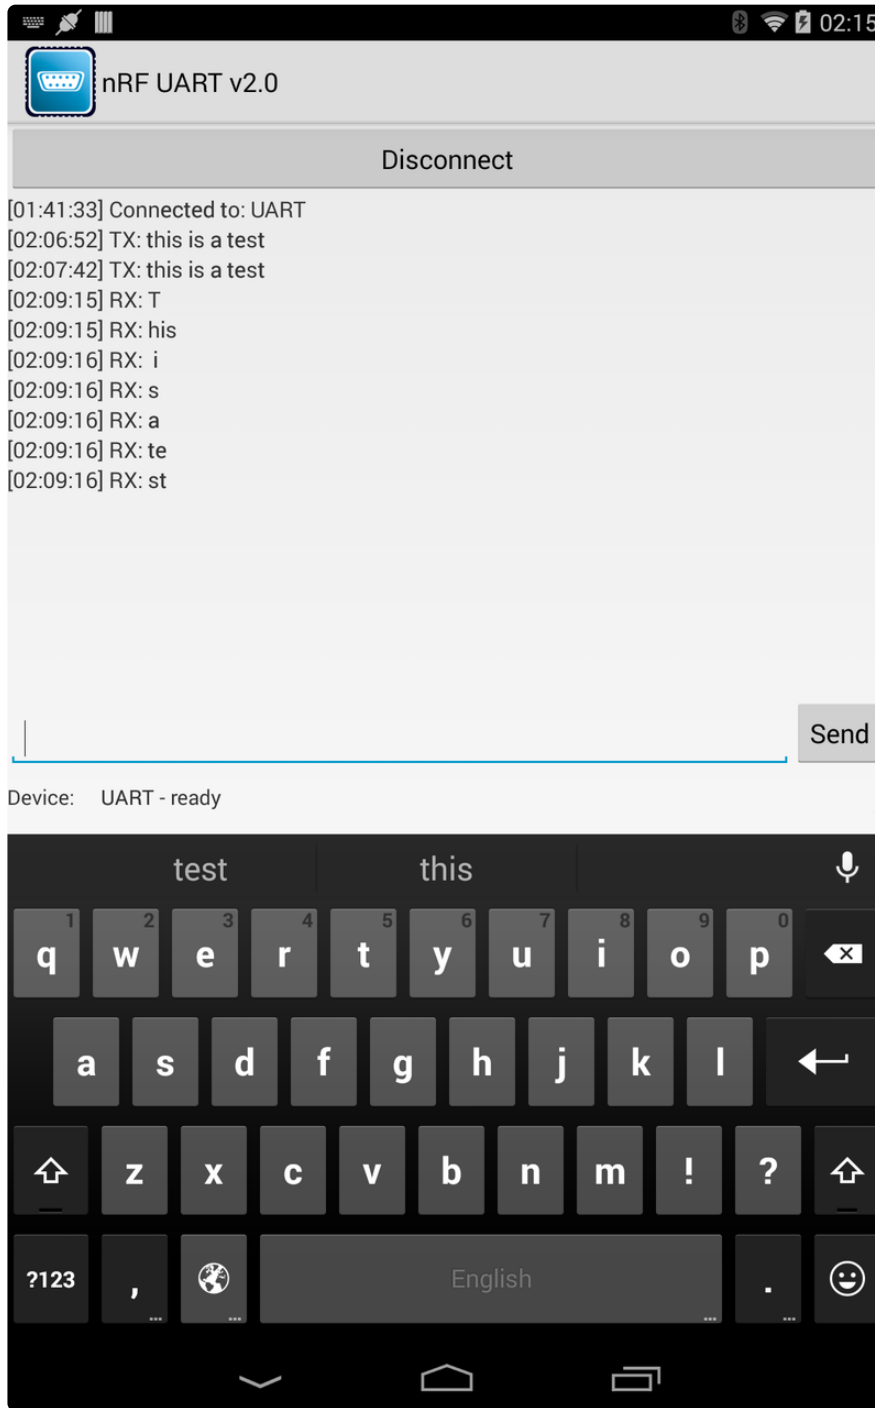 02:15
nRF UART v2.0
Disconnect
[01:41:33] Connected to: UART
[02:06:52] TX: this is a test
[02:07:42] TX: this is a test
[02:09:15] RX: T
[02:09:15] RX: his
[02:09:16] RX:  i
[02:09:16] RX: s
[02:09:16] RX: a
[02:09:16] RX: te
[02:09:16] RX: st
Send
Device: UART - ready
test this
1 2 3 4 5 6 7 8 9 0
q w e r t y u i o p
a s d f g h j k l
z x c v b n m ! ?
?123 , English .